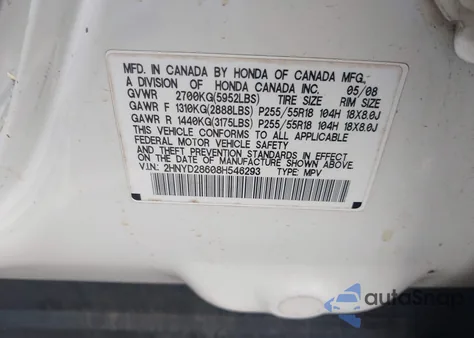 MFD. IN CANADA BY HONDA OF CANADA MFG.
A DIVISION OF HONDA CANADA INC. 05/08
GVWR 2700KG(5952LBS) TIRE SIZE RIM SIZE
GAWR F 1310KG(2888LBS) P255/55R18 104H 18X8.0J
GAWR R 1440KG(3175LBS) P255/55R18 104H 18X8.0J
THIS VEHICLE CONFORMS TO ALL APPLICABLE
FEDERAL MOTOR VEHICLE SAFETY
AND THEFT PREVENTION STANDARDS IN EFFECT
ON THE DATE OF MANUFACTURE SHOWN ABOVE.
V.I.N: 2HNYD28608H546293 TYPE: MPV
autoSnap